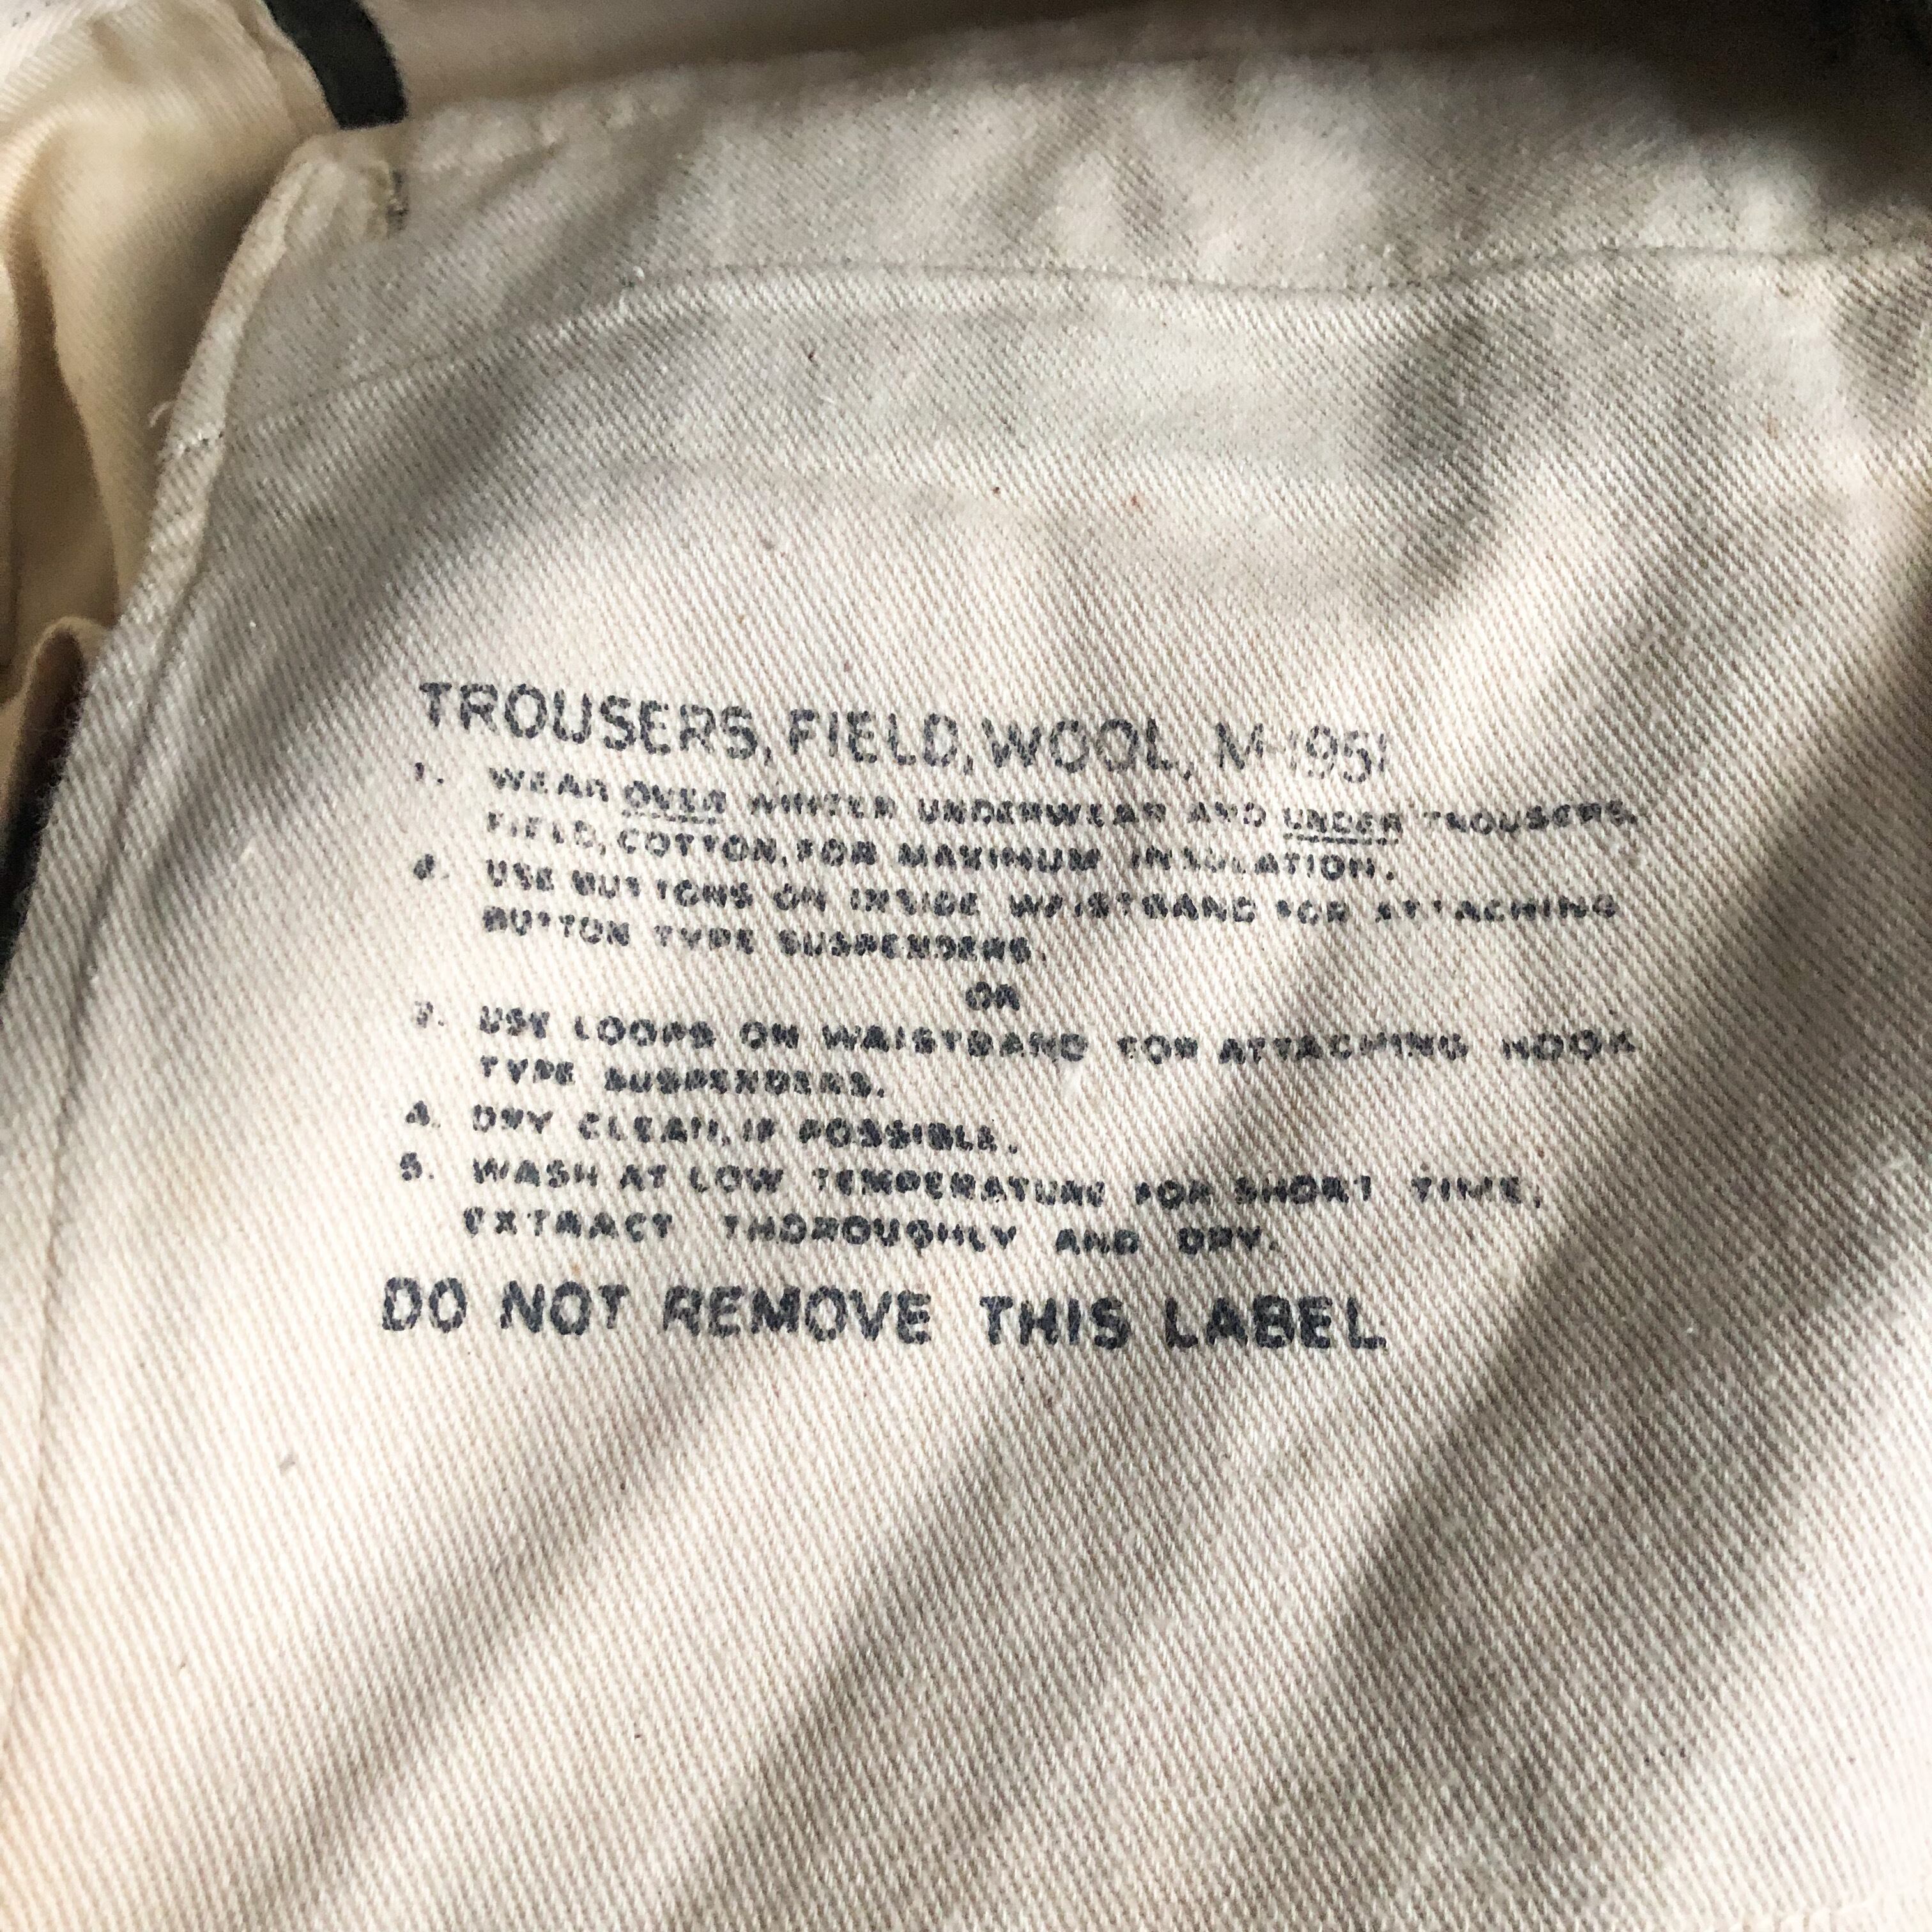 TROUSERS, FIELD, WOOL, M-1951
1. WEAR OVER WINTER UNDERWEAR AND UNDER TROUSERS,
FIELD, COTTON, FOR MAXIMUM INSULATION.
2. USE BUTTONS ON INSIDE WAISTBAND FOR ATTACHING
BUTTON TYPE SUSPENDERS.
OR
3. USE LOOPS ON WAISTBAND FOR ATTACHING HOOK
TYPE SUSPENDERS.
4. DRY CLEAN, IF POSSIBLE.
5. WASH AT LOW TEMPERATURE FOR SHORT TIME,
EXTRACT THOROUGHLY AND DRY.
DO NOT REMOVE THIS LABEL